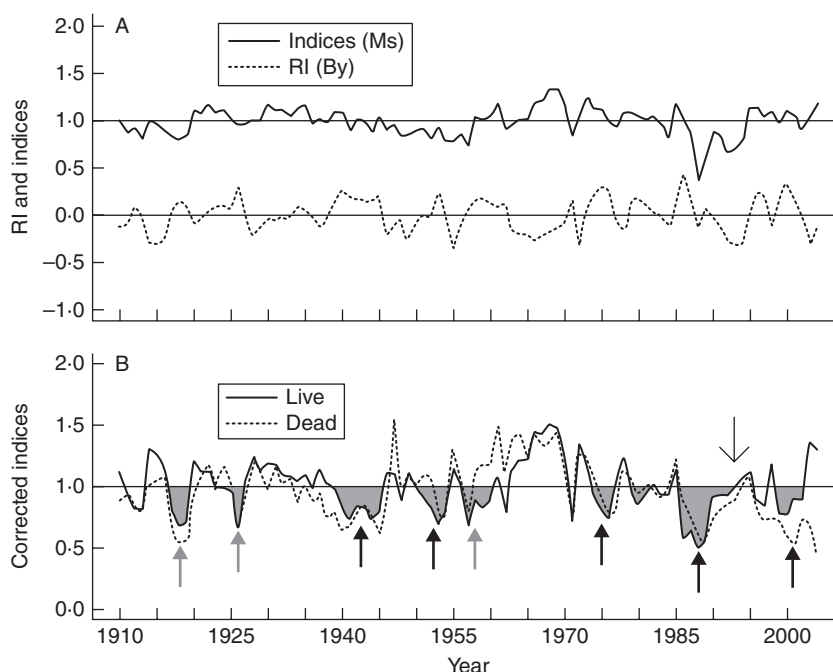 A
Indices (Ms)
RI (By)
2·0
1·5
1·0
0·5
0·0
–0·5
–1·0
RI and indices
B
Live
Dead
2·0
1·5
1·0
0·5
0·0
Corrected indices
1910 1925 1940 1955 1970 1985 2000
Year